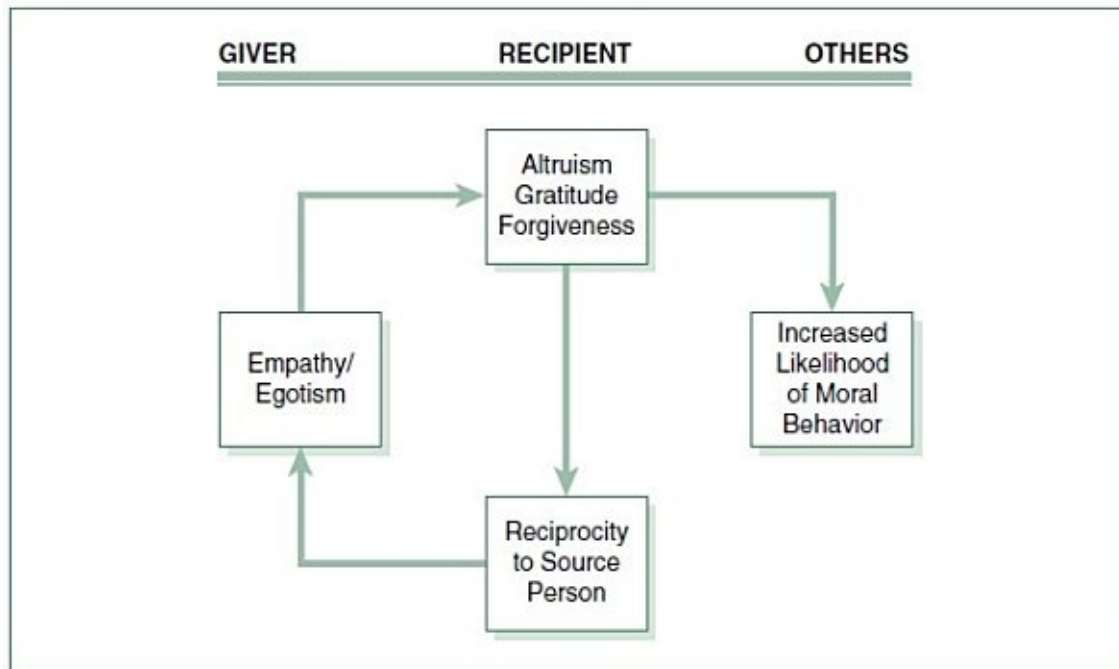 GIVER RECIPIENT OTHERS
Altruism
Gratitude
Forgiveness
Empathy/
Egotism
Increased
Likelihood
of Moral
Behavior
Reciprocity
to Source
Person